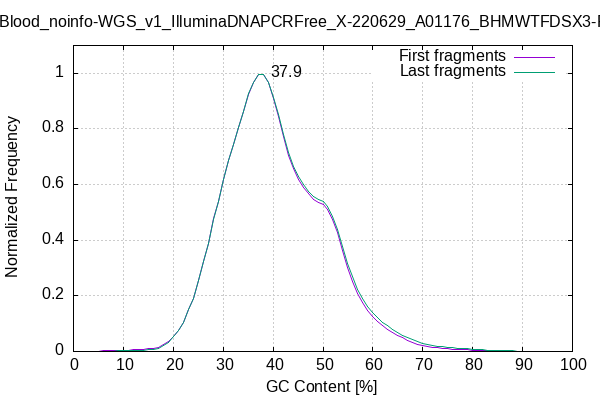 Blood_noinfo-WGS_v1_IlluminaDNAPCRFree_X-220629_A01176_BHMWTFDSX3-
First fragments
Last fragments
37.9
1
0.8
0.6
0.4
0.2
0
Normalized Frequency
0 10 20 30 40 50 60 70 80 90 100
GC Content [%]